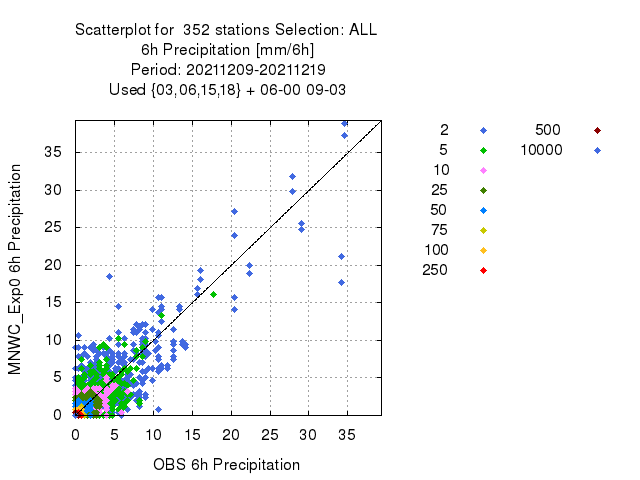 Scatterplot for 352 stations Selection: ALL
6h Precipitation [mm/6h]
Period: 20211209-20211219
Used {03,06,15,18} + 06-00 09-03
MNWC_Exp0 6h Precipitation
35
30
25
20
15
10
5
0
0 5 10 15 20 25 30 35
OBS 6h Precipitation
2 500
5 10000
10
25
50
75
100
250